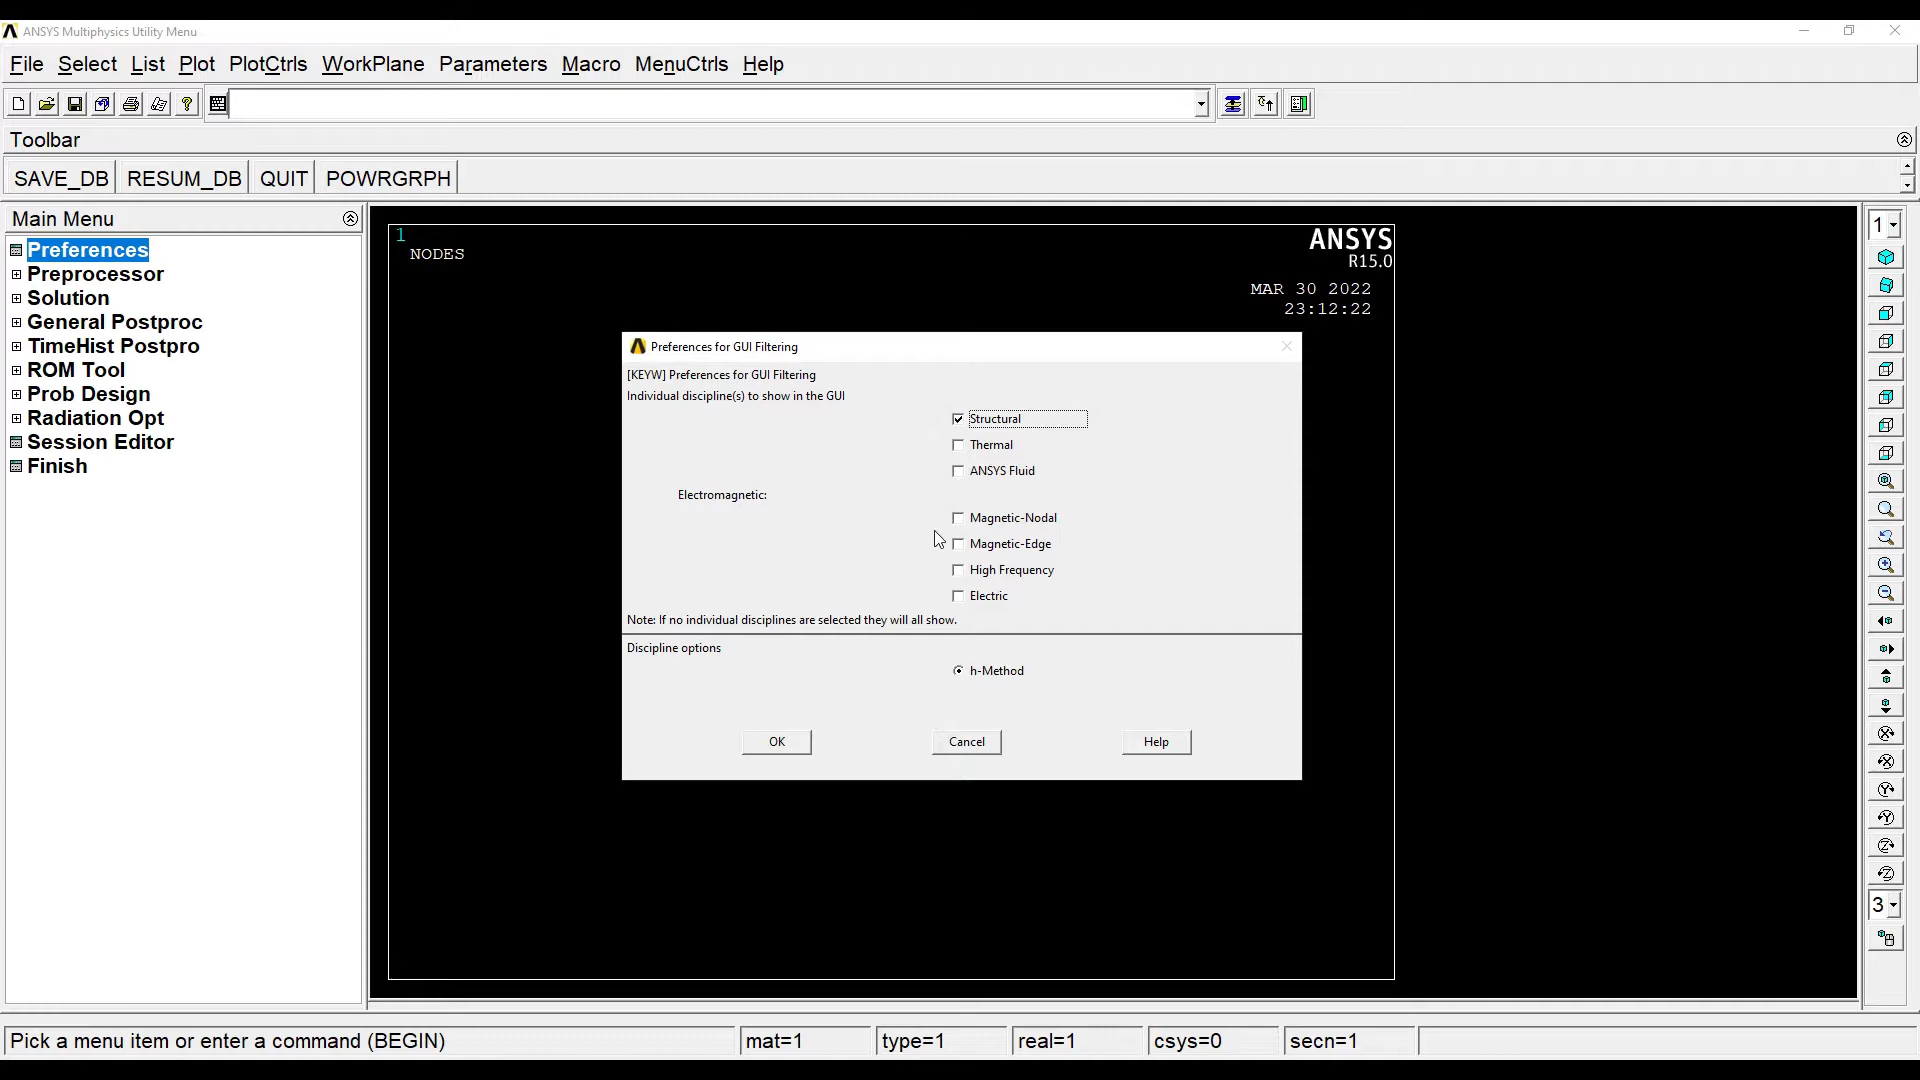 ANSYS Multiphysics Utility Menu
File Select List Plot PlotCtrls WorkPlane Parameters Macro MenuCtrls Help
Toolbar
SAVE_DB RESUM_DB QUIT POWRGRPH
Main Menu
Preferences
Preprocessor
Solution
General Postproc
TimeHist Postpro
ROM Tool
Prob Design
Radiation Opt
Session Editor
Finish
1
NODES
ANSYS
R15.0
MAR 30 2022
23:12:22
Preferences for GUI Filtering
[KEYW] Preferences for GUI Filtering
Individual discipline(s) to show in the GUI
Structural
Thermal
ANSYS Fluid
Electromagnetic:
Magnetic-Nodal
Magnetic-Edge
High Frequency
Electric
Note: If no individual disciplines are selected they will all show.
Discipline options
h-Method
OK Cancel Help
1
3
Pick a menu item or enter a command (BEGIN) mat=1 type=1 real=1 csys=0 secn=1